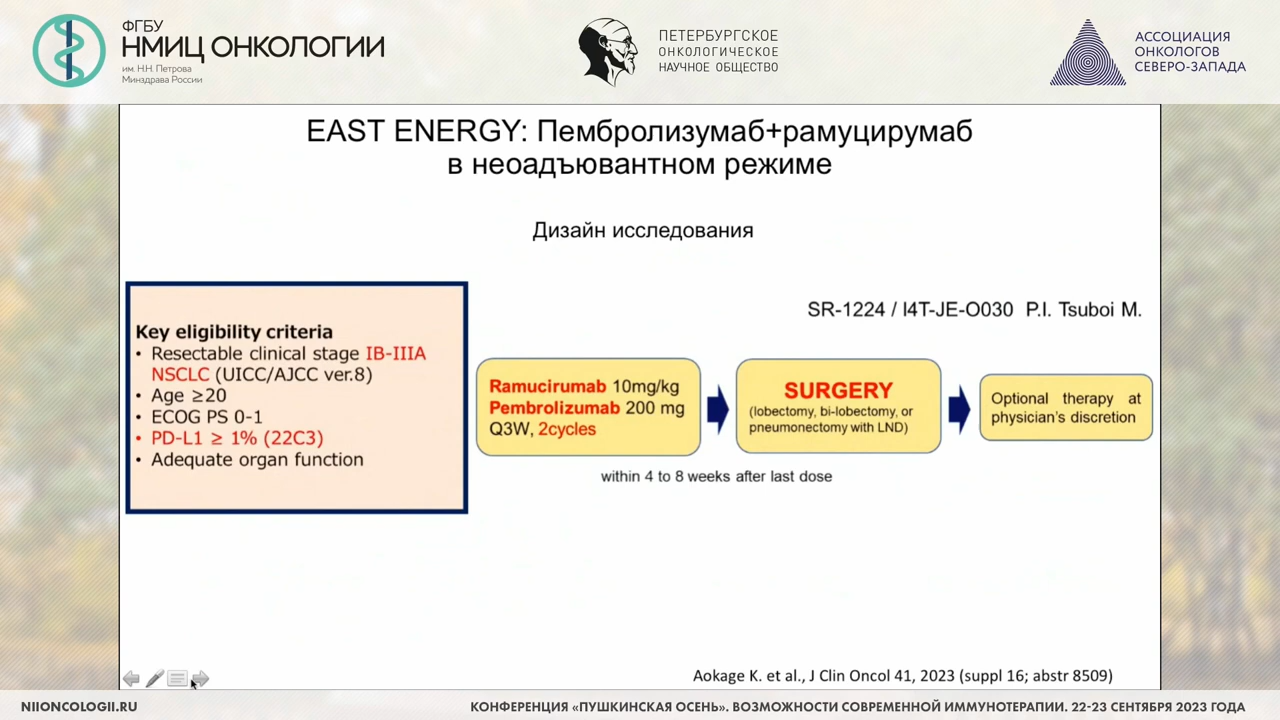 ФГБУ
НМИЦ ОНКОЛОГИИ
им. Н.Н. Петрова
Минздрава России
ПЕТЕРБУРГСКОЕ
ОНКОЛОГИЧЕСКОЕ
НАУЧНОЕ ОБЩЕСТВО
АССОЦИАЦИЯ
ОНКОЛОГОВ
СЕВЕРО-ЗАПАДА
EAST ENERGY: Пембролизумаб+рамуцирумаб
в неоадъювантном режиме
Дизайн исследования
SR-1224 / I4T-JE-O030 P.I. Tsuboi M.
Key eligibility criteria
• Resectable clinical stage IB-IIIA
NSCLC (UICC/AJCC ver.8)
• Age ≥20
• ECOG PS 0-1
• PD-L1 ≥ 1% (22C3)
• Adequate organ function
Ramucirumab 10mg/kg
Pembrolizumab 200 mg
Q3W, 2cycles
SURGERY
(lobectomy, bi-lobectomy, or
pneumonectomy with LND)
Optional therapy at
physician's discretion
within 4 to 8 weeks after last dose
Aokage K. et al., J Clin Oncol 41, 2023 (suppl 16; abstr 8509)
NIIONCOLOGII.RU
КОНФЕРЕНЦИЯ «ПУШКИНСКАЯ ОСЕНЬ». ВОЗМОЖНОСТИ СОВРЕМЕННОЙ ИММУНОТЕРАПИИ. 22-23 СЕНТЯБРЯ 2023 ГОДА